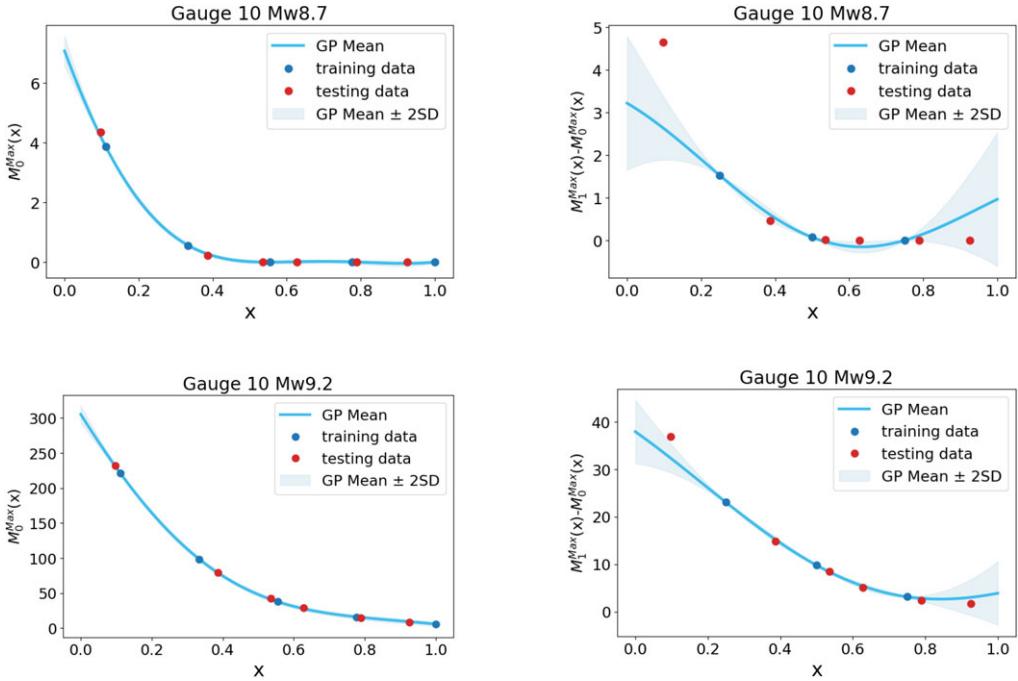 Gauge 10 Mw8.7
M_0^{Max}(x)
6
4
2
0
GP Mean
training data
testing data
GP Mean ± 2SD
0.0 0.2 0.4 0.6 0.8 1.0
x
Gauge 10 Mw8.7
M_1^{Max}(x)-M_0^{Max}(x)
5
4
3
2
1
0
GP Mean
training data
testing data
GP Mean ± 2SD
0.0 0.2 0.4 0.6 0.8 1.0
x
Gauge 10 Mw9.2
M_0^{Max}(x)
300
250
200
150
100
50
0
GP Mean
training data
testing data
GP Mean ± 2SD
0.0 0.2 0.4 0.6 0.8 1.0
x
Gauge 10 Mw9.2
M_1^{Max}(x)-M_0^{Max}(x)
40
30
20
10
0
GP Mean
training data
testing data
GP Mean ± 2SD
0.0 0.2 0.4 0.6 0.8 1.0
x